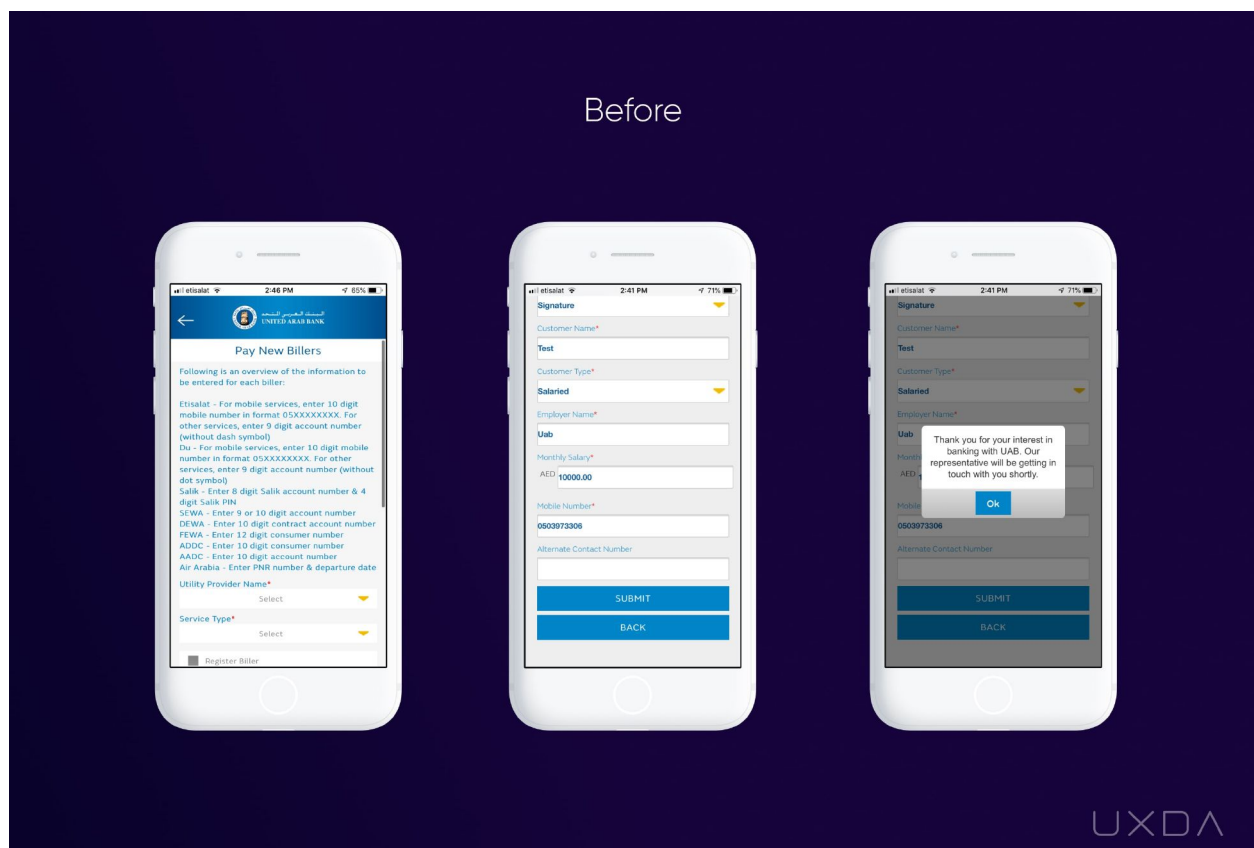 Before
etisalat 2:46 PM 65%
البنك العربي المتحد
UNITED ARAB BANK
Pay New Billers
Following is an overview of the information to
be entered for each biller:
Etisalat - For mobile services, enter 10 digit
mobile number in format 05XXXXXXXX. For
other services, enter 9 digit account number
(without dash symbol)
Du - For mobile services, enter 10 digit mobile
number in format 05XXXXXXXX. For other
services, enter 9 digit account number (without
dot symbol)
Salik - Enter 8 digit Salik account number & 4
digit Salik PIN
SEWA - Enter 9 or 10 digit account number
DEWA - Enter 10 digit contract account number
FEWA - Enter 12 digit consumer number
ADDC - Enter 10 digit consumer number
AADC - Enter 10 digit account number
Air Arabia - Enter PNR number & departure date
Utility Provider Name*
Select
Service Type*
Select
Register Biller
etisalat 2:41 PM 71%
Signature
Customer Name*
Test
Customer Type*
Salaried
Employer Name*
Uab
Monthly Salary*
AED 10000.00
Mobile Number*
0503973306
Alternate Contact Number
SUBMIT
BACK
etisalat 2:41 PM 71%
Signature
Customer Name*
Test
Customer Type*
Salaried
Employer Name*
Uab
Thank you for your interest in
banking with UAB. Our
representative will be getting in
touch with you shortly.
Ok
Month
AED 1
Mobile
0503973306
Alternate Contact Number
SUBMIT
BACK
UXDA